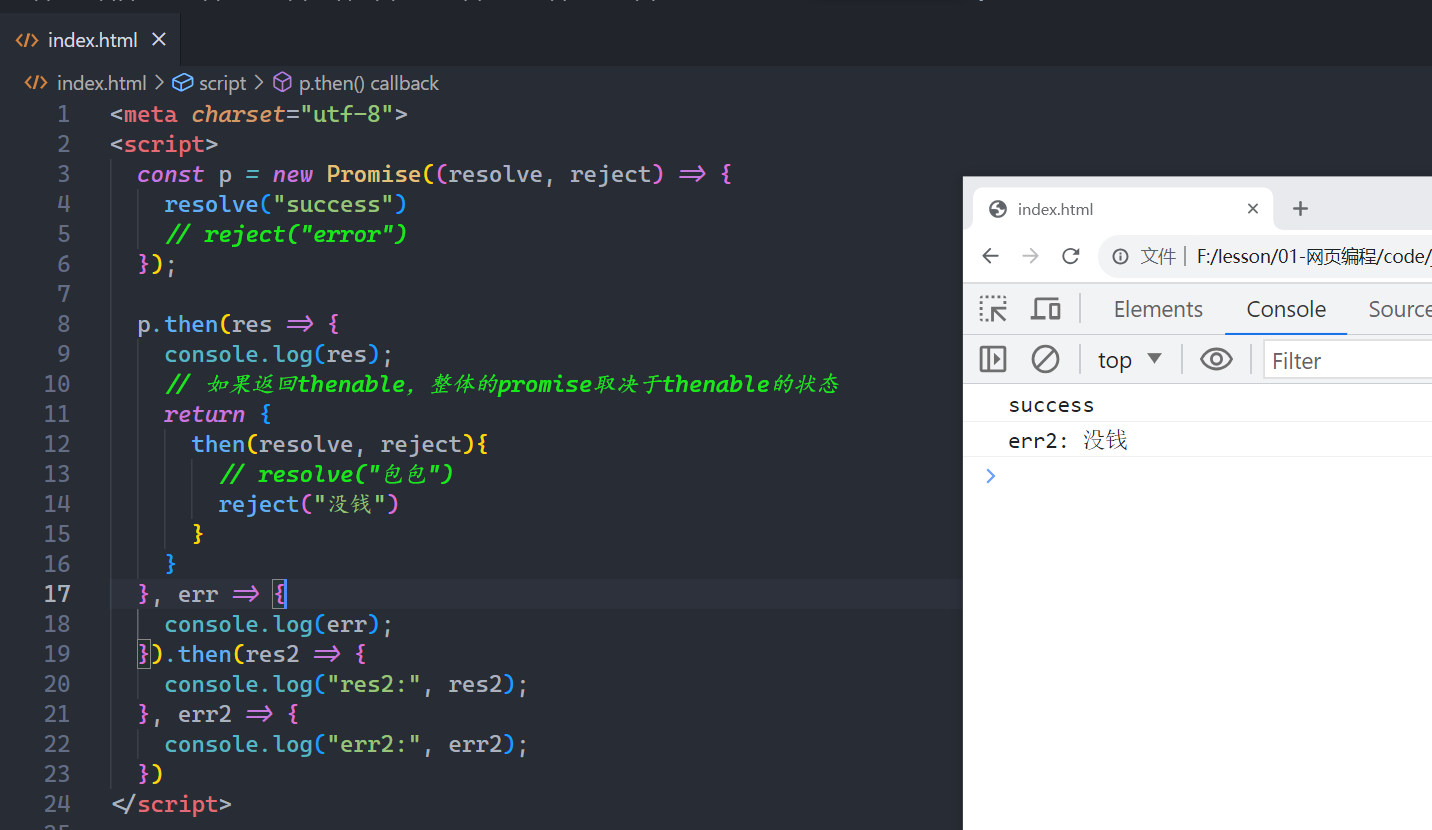 index.html
index.html > script > p.then() callback
1 <meta charset="utf-8">
2 <script>
3 const p = new Promise((resolve, reject) => {
4 resolve("success")
5 // reject("error")
6 });
7
8 p.then(res => {
9 console.log(res);
10 // 如果返回thenable，整体的promise取决于thenable的状态
11 return {
12 then(resolve, reject){
13 // resolve("包包")
14 reject("没钱")
15 }
16 }
17 }, err => {
18 console.log(err);
19 }).then(res2 => {
20 console.log("res2:", res2);
21 }, err2 => {
22 console.log("err2:", err2);
23 })
24 </script>
index.html
文件 | F:/lesson/01-网页编程/code/
Elements Console Source
top Filter
success
err2: 没钱